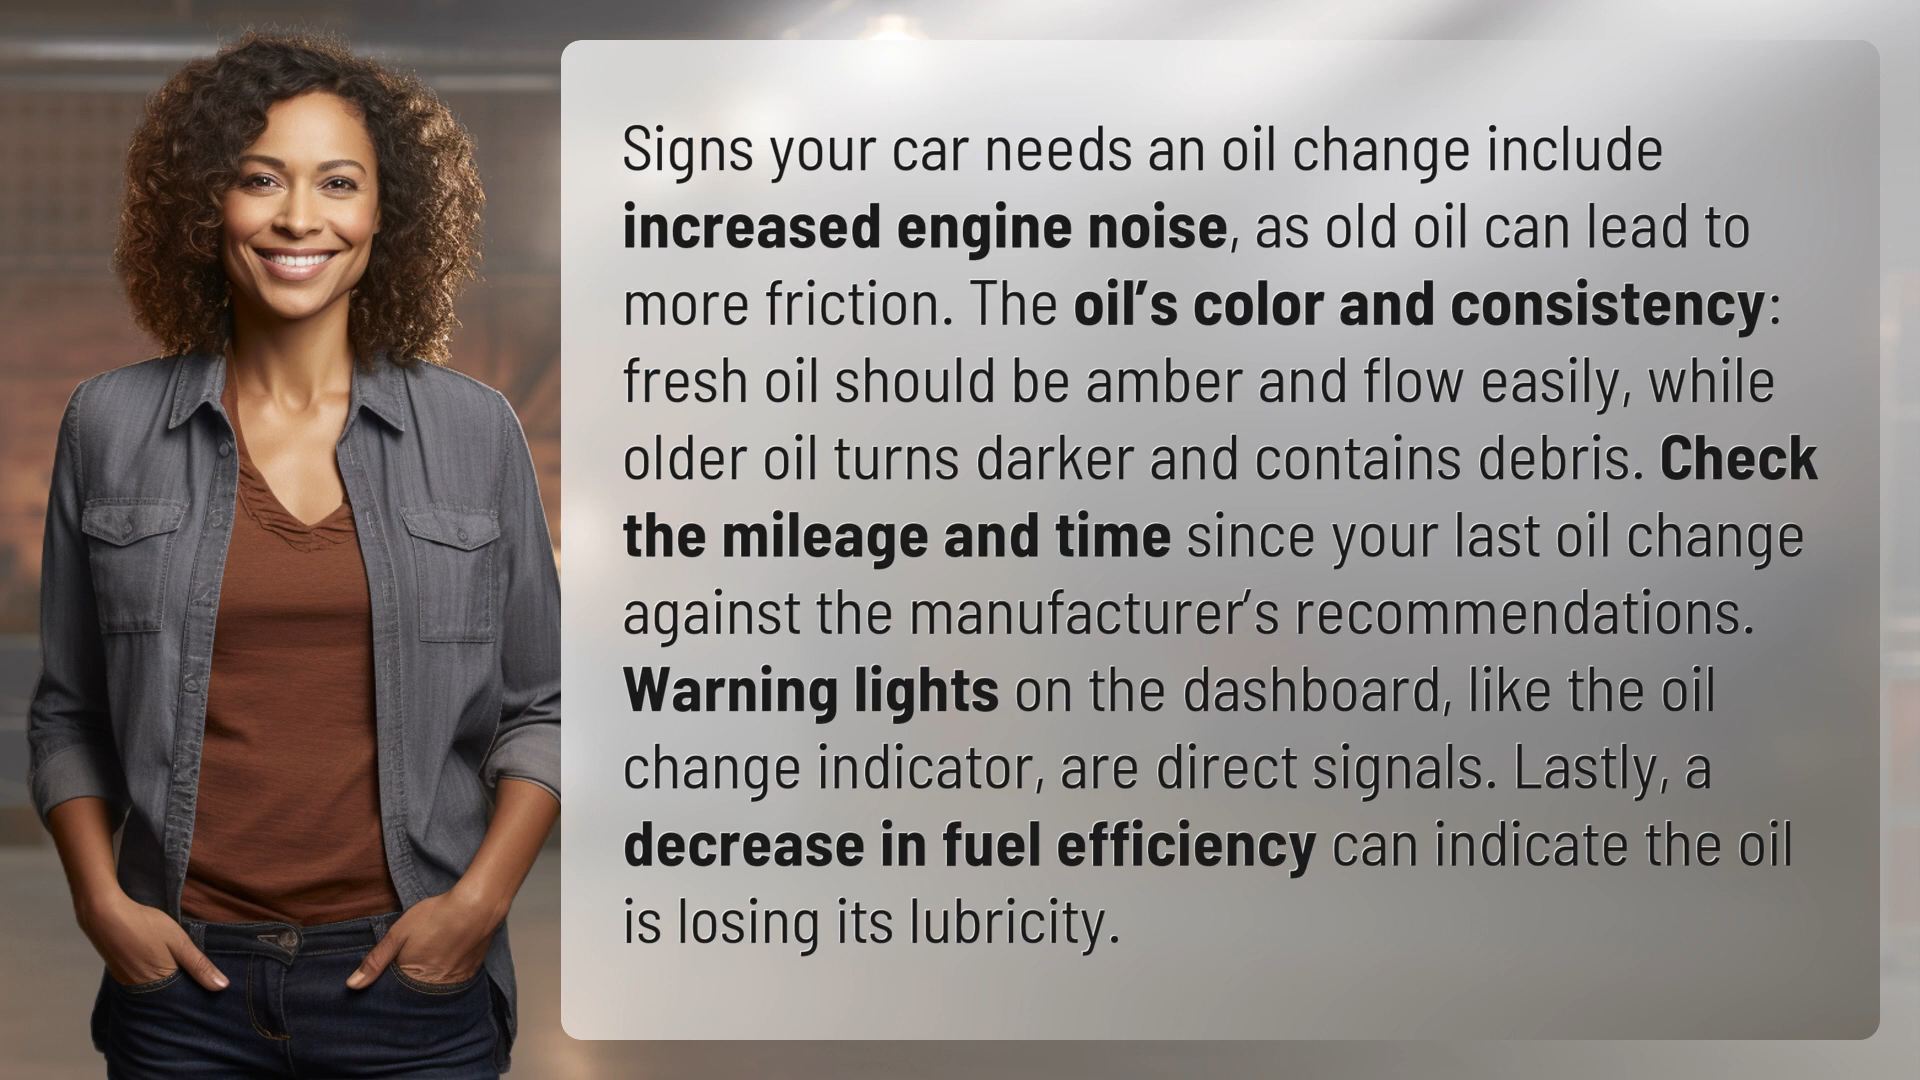 Signs your car needs an oil change include
increased engine noise, as old oil can lead to
more friction. The oil’s color and consistency:
fresh oil should be amber and flow easily, while
older oil turns darker and contains debris. Check
the mileage and time since your last oil change
against the manufacturer’s recommendations.
Warning lights on the dashboard, like the oil
change indicator, are direct signals. Lastly, a
decrease in fuel efficiency can indicate the oil
is losing its lubricity.